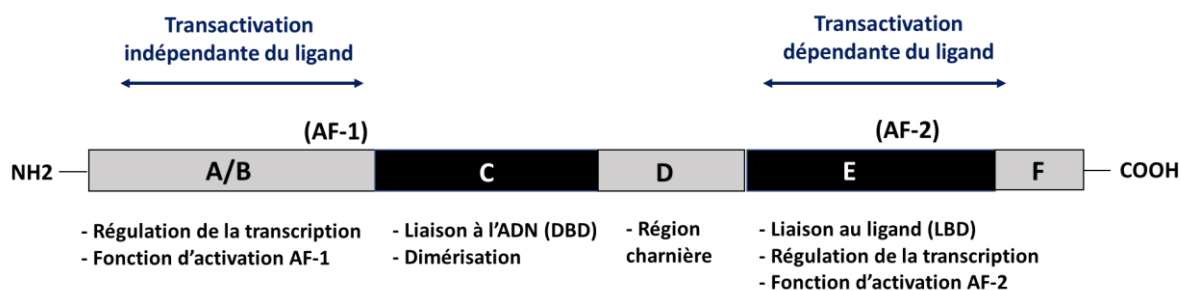 Transactivation
indépendante du ligand
Transactivation
dépendante du ligand
(AF-1)
(AF-2)
NH2
A/B
C
D
E
F
COOH
- Régulation de la transcription
- Fonction d'activation AF-1
- Liaison à l'ADN (DBD)
- Dimérisation
- Région
charnière
- Liaison au ligand (LBD)
- Régulation de la transcription
- Fonction d'activation AF-2